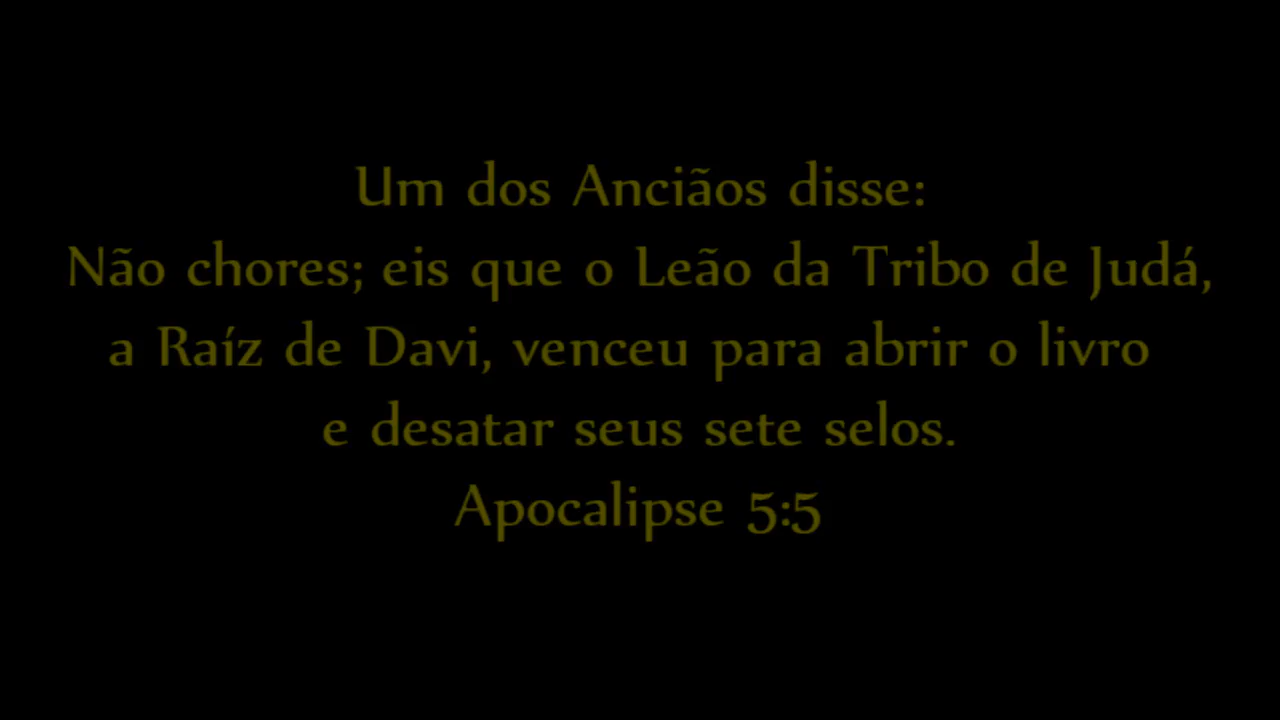 Um dos Anciãos disse:
Não chores; eis que o Leão da Tribo de Judá,
a Raíz de Davi, venceu para abrir o livro
e desatar seus sete selos.
Apocalipse 5:5